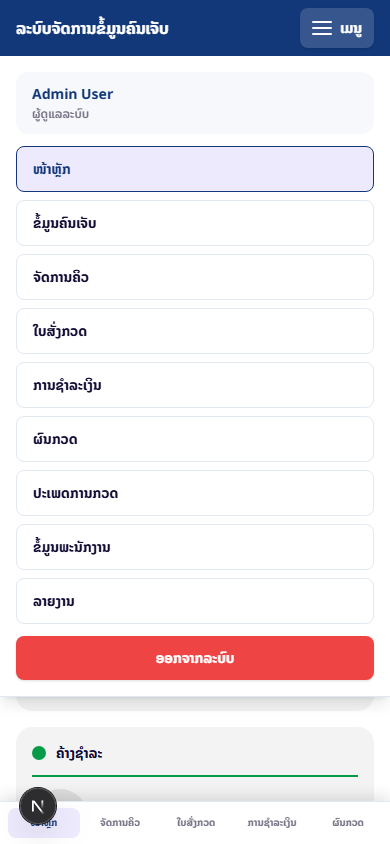 ລະບົບຈັດການຂໍ້ມູນຄົນເຈັບ
ເມນູ
Admin User
ຜູ້ດູແລລະບົບ
ໜ້າຫຼັກ
ຂໍ້ມູນຄົນເຈັບ
ຈັດການຄິວ
ໃບສັ່ງກວດ
ການຊຳລະເງິນ
ຜົນກວດ
ປະເພດການກວດ
ຂໍ້ມູນພະນັກງານ
ລາຍງານ
ອອກຈາກລະບົບ
ຄ້າງຊຳລະ
N
ຈັດການຄິວ
ໃບສັ່ງກວດ
ການຊຳລະເງິນ
ຜົນກວດ